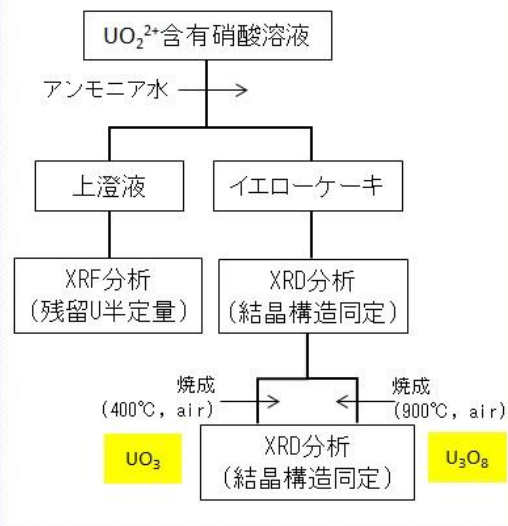 UO₂²⁺含有硝酸溶液
アンモニア水
上澄液
イエローケーキ
XRF分析
(残留U半定量)
XRD分析
(結晶構造同定)
焼成
(400℃, air)
焼成
(900℃, air)
UO₃
XRD分析
(結晶構造同定)
U₃O₈